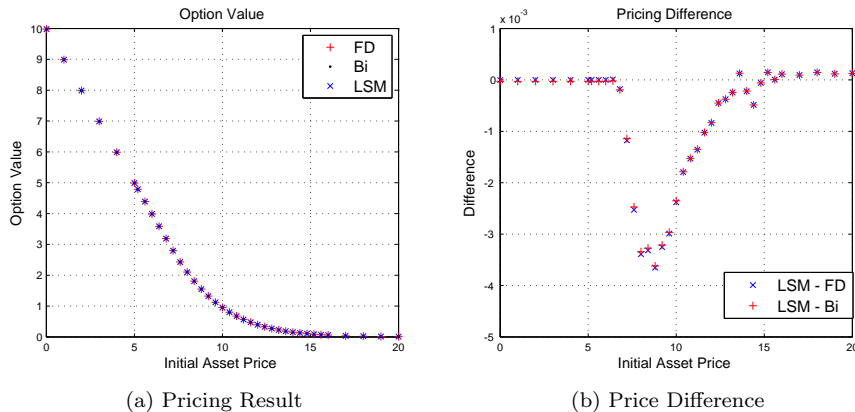 Option Value
Option Value
10
9
8
7
6
5
4
3
2
1
0
0
5
10
15
20
Initial Asset Price
FD
Bi
LSM
(a) Pricing Result
Pricing Difference
x 10^-3
Difference
1
0
-1
-2
-3
-4
-5
0
5
10
15
20
Initial Asset Price
LSM - FD
LSM - Bi
(b) Price Difference